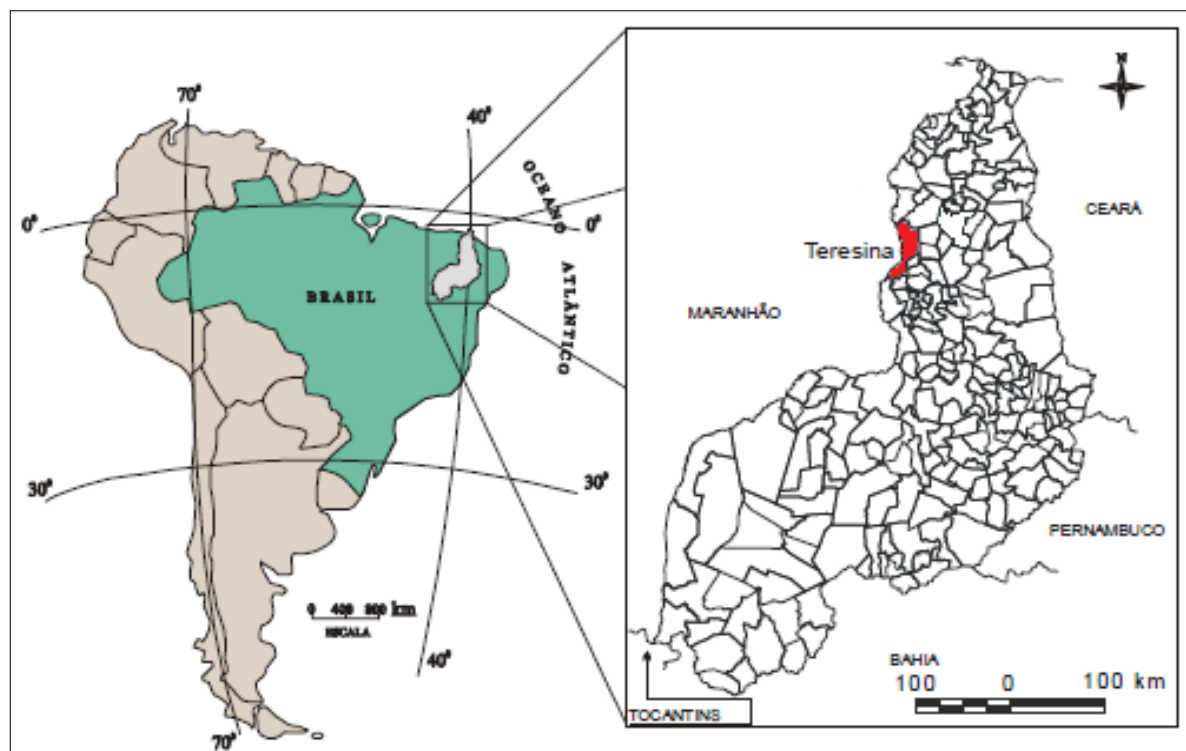 70°
40°
OCEANO
ATLÂNTICO
0°
0°
BRASIL
30°
30°
0 400 800 km
ESCALA
40°
70°
N
CEARÁ
Teresina
MARANHÃO
PERNAMBUCO
BAHIA
100 0 100 km
TOCANTINS